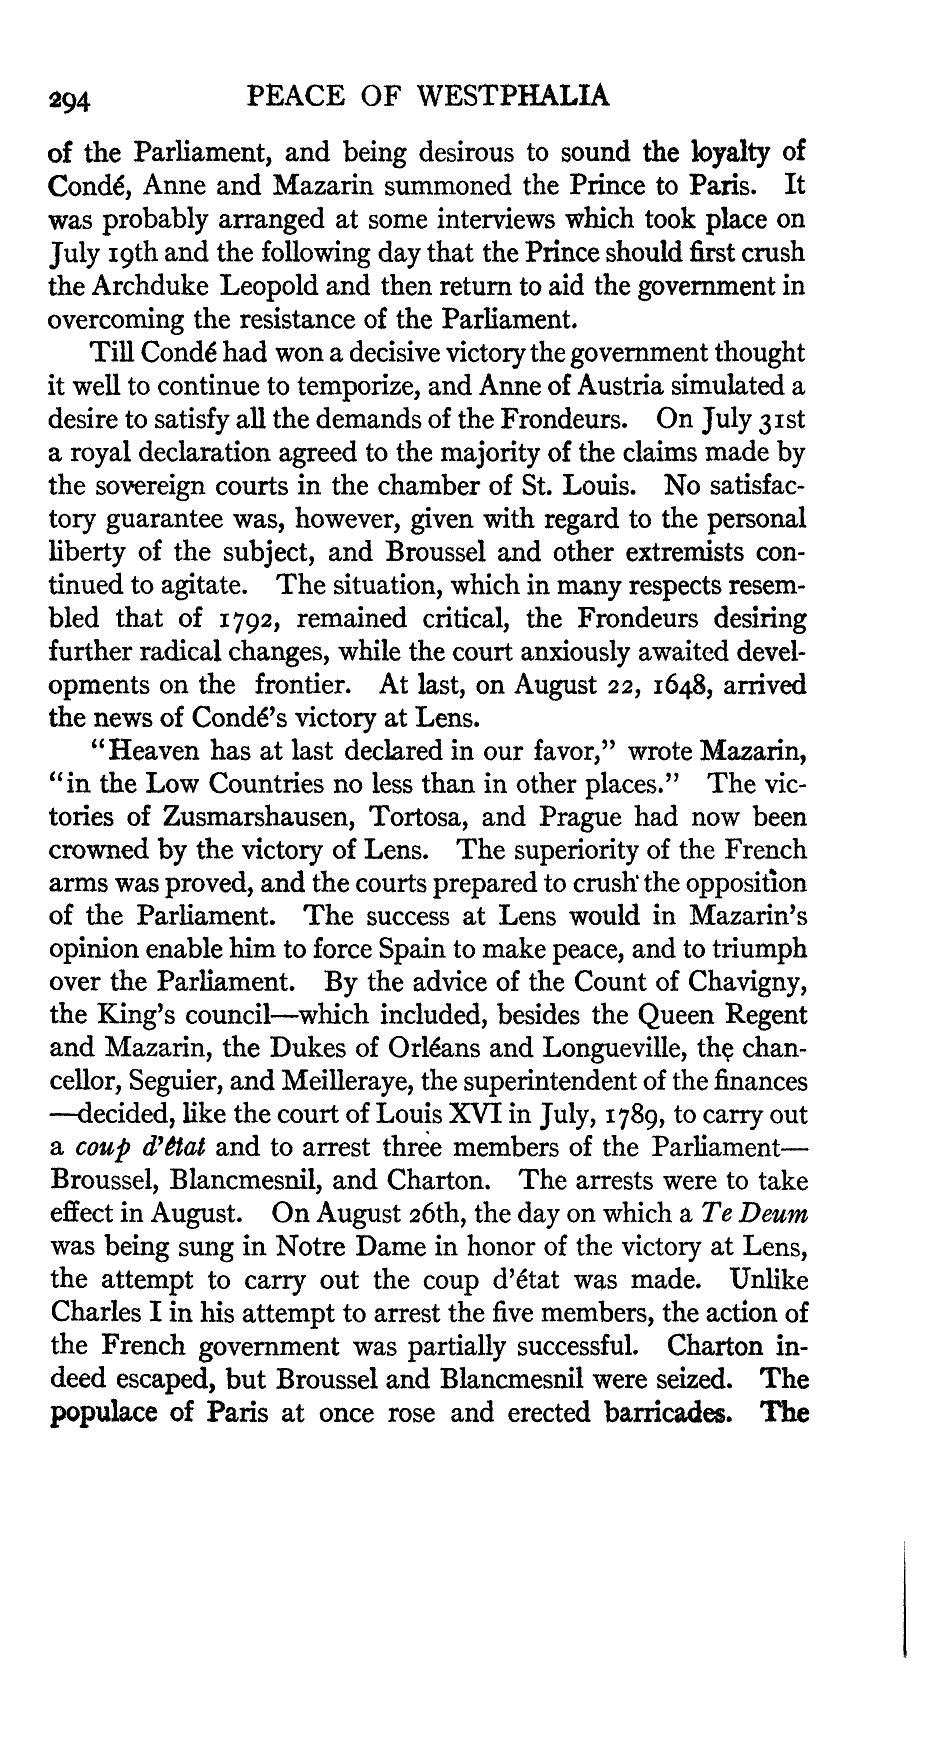 294 PEACE OF WESTPHALIA
of the Parliament, and being desirous to sound the loyalty of
Condé, Anne and Mazarin summoned the Prince to Paris. It
was probably arranged at some interviews which took place on
July 19th and the following day that the Prince should first crush
the Archduke Leopold and then return to aid the government in
overcoming the resistance of the Parliament.
Till Condé had won a decisive victory the government thought
it well to continue to temporize, and Anne of Austria simulated a
desire to satisfy all the demands of the Frondeurs. On July 31st
a royal declaration agreed to the majority of the claims made by
the sovereign courts in the chamber of St. Louis. No satisfac-
tory guarantee was, however, given with regard to the personal
liberty of the subject, and Broussel and other extremists con-
tinued to agitate. The situation, which in many respects resem-
bled that of 1792, remained critical, the Frondeurs desiring
further radical changes, while the court anxiously awaited devel-
opments on the frontier. At last, on August 22, 1648, arrived
the news of Condé's victory at Lens.
"Heaven has at last declared in our favor," wrote Mazarin,
"in the Low Countries no less than in other places." The vic-
tories of Zusmarshausen, Tortosa, and Prague had now been
crowned by the victory of Lens. The superiority of the French
arms was proved, and the courts prepared to crush the opposition
of the Parliament. The success at Lens would in Mazarin's
opinion enable him to force Spain to make peace, and to triumph
over the Parliament. By the advice of the Count of Chavigny,
the King's council—which included, besides the Queen Regent
and Mazarin, the Dukes of Orléans and Longueville, the chan-
cellor, Seguier, and Meilleraye, the superintendent of the finances
—decided, like the court of Louis XVI in July, 1789, to carry out
a coup d'état and to arrest three members of the Parliament—
Broussel, Blancmesnil, and Charton. The arrests were to take
effect in August. On August 26th, the day on which a Te Deum
was being sung in Notre Dame in honor of the victory at Lens,
the attempt to carry out the coup d'état was made. Unlike
Charles I in his attempt to arrest the five members, the action of
the French government was partially successful. Charton in-
deed escaped, but Broussel and Blancmesnil were seized. The
populace of Paris at once rose and erected barricades. The